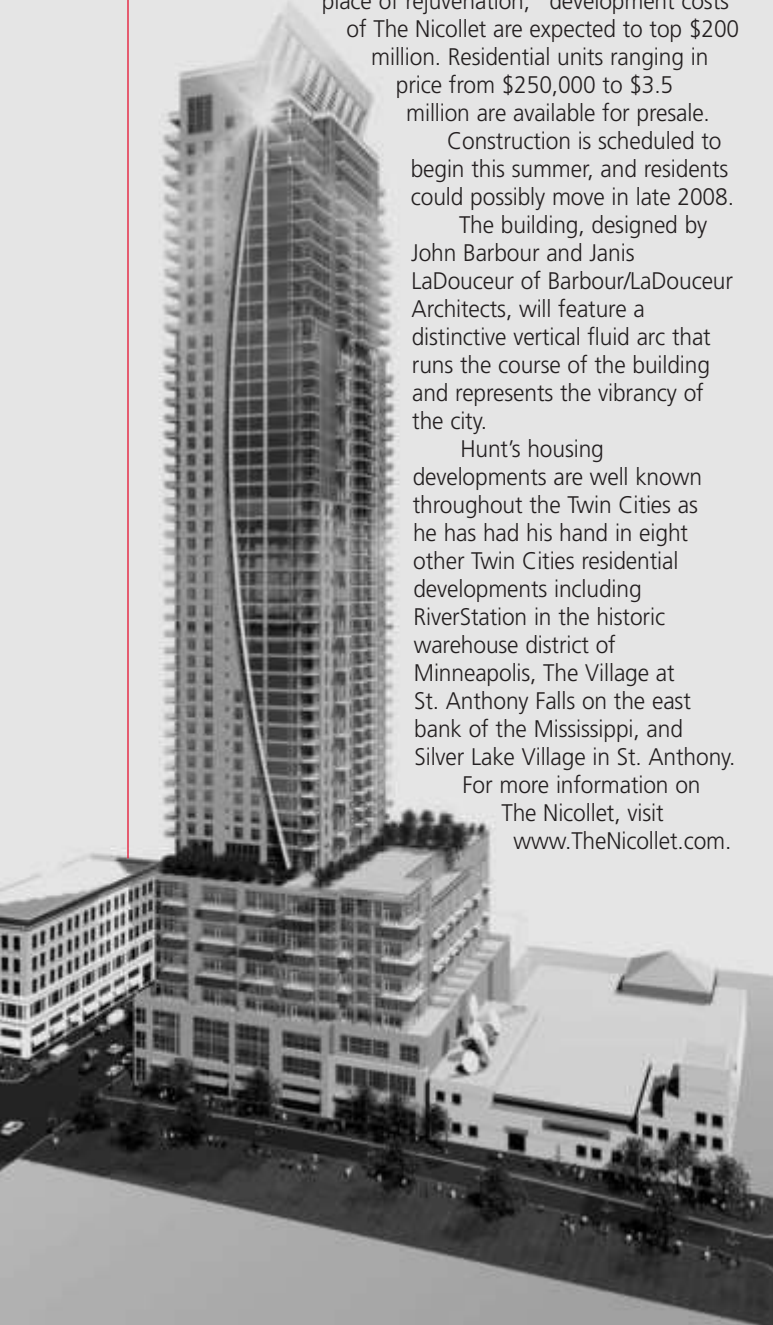 place of rejuvenation," development costs
of The Nicollet are expected to top $200
million. Residential units ranging in
price from $250,000 to $3.5
million are available for presale.
Construction is scheduled to
begin this summer, and residents
could possibly move in late 2008.
The building, designed by
John Barbour and Janis
LaDouceur of Barbour/LaDouceur
Architects, will feature a
distinctive vertical fluid arc that
runs the course of the building
and represents the vibrancy of
the city.
Hunt's housing
developments are well known
throughout the Twin Cities as
he has had his hand in eight
other Twin Cities residential
developments including
RiverStation in the historic
warehouse district of
Minneapolis, The Village at
St. Anthony Falls on the east
bank of the Mississippi, and
Silver Lake Village in St. Anthony.
For more information on
The Nicollet, visit
www.TheNicollet.com.